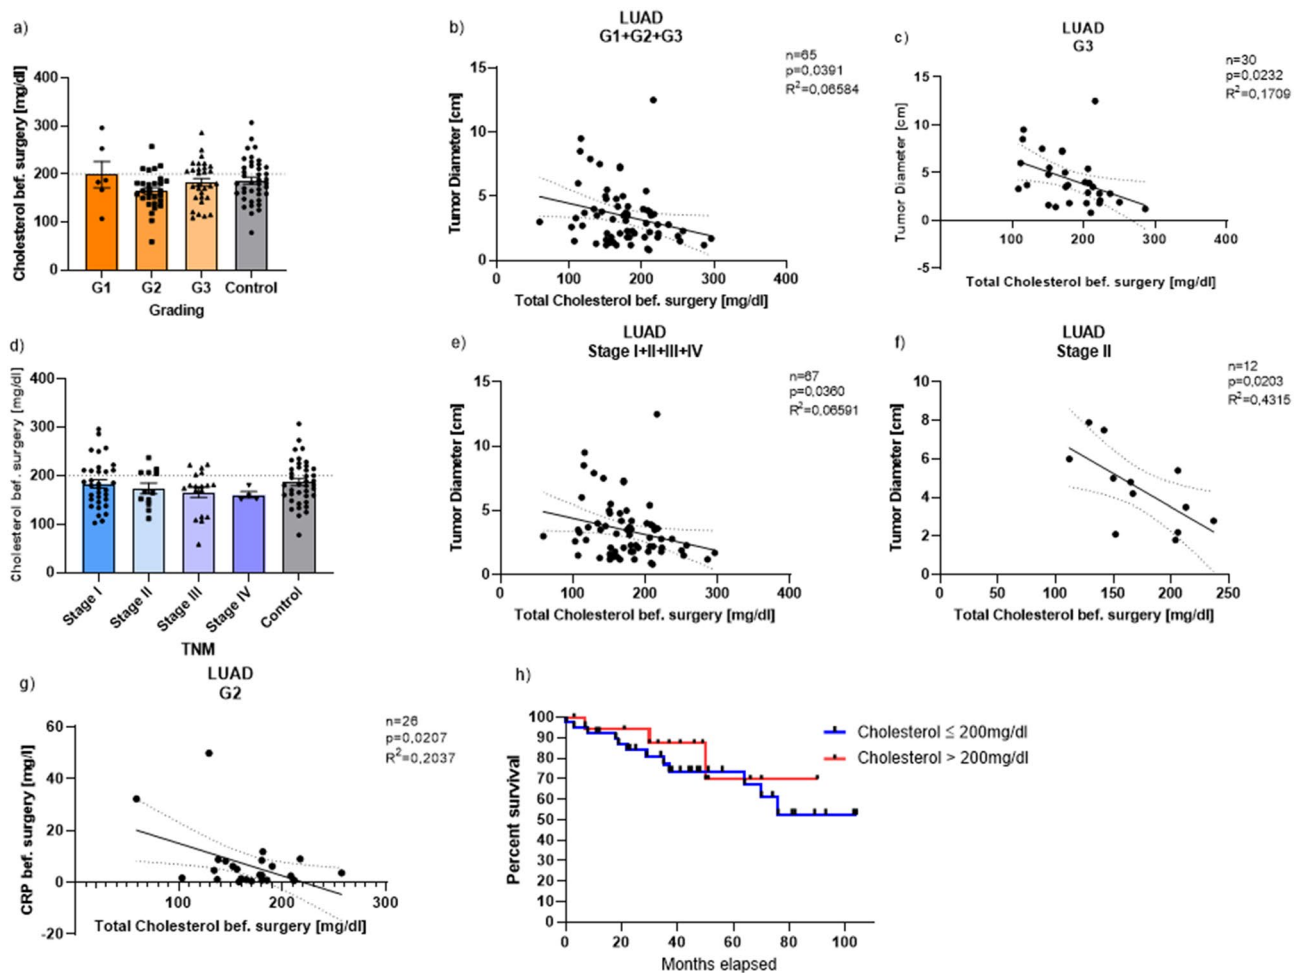 a)
Cholesterol bef. surgery [mg/dl]
400
300
200
100
0
G1 G2 G3 Control
Grading
b)
LUAD
G1+G2+G3
n=65
p=0,0391
R²=0,06584
Tumor Diameter [cm]
15
10
5
0
0 100 200 300 400
Total Cholesterol bef. surgery [mg/dl]
c)
LUAD
G3
n=30
p=0,0232
R²=0,1709
Tumor Diameter [cm]
15
10
5
0
-5
100 200 300 400
Total Cholesterol bef. surgery [mg/dl]
d)
Cholesterol bef. surgery [mg/dl]
400
300
200
100
0
Stage I Stage II Stage III Stage IV Control
TNM
e)
LUAD
Stage I+II+III+IV
n=67
p=0,0360
R²=0,06591
Tumor Diameter [cm]
15
10
5
0
0 100 200 300 400
Total Cholesterol bef. surgery [mg/dl]
f)
LUAD
Stage II
n=12
p=0,0203
R²=0,4315
Tumor Diameter [cm]
10
8
6
4
2
0
0 50 100 150 200 250
Total Cholesterol bef. surgery [mg/dl]
g)
LUAD
G2
n=26
p=0,0207
R²=0,2037
CRP bef. surgery [mg/l]
60
40
20
0
-20
100 200 300
Total Cholesterol bef. surgery [mg/dl]
h)
Percent survival
100
90
80
70
60
50
40
30
20
10
0
0 20 40 60 80 100
Months elapsed
Cholesterol ≤ 200mg/dl
Cholesterol > 200mg/dl